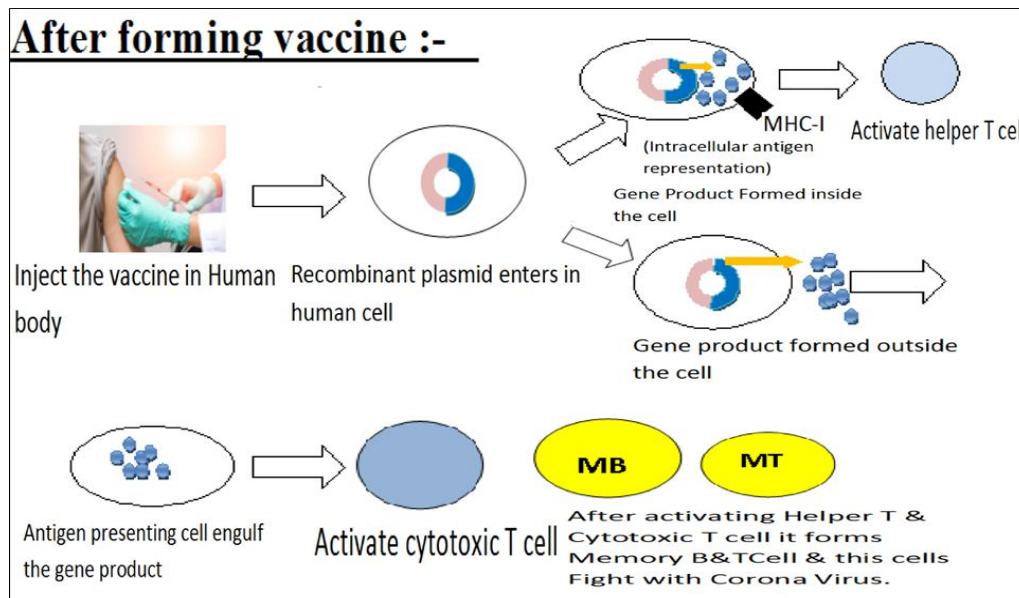 After forming vaccine :-
MHC-I
Activate helper T cel
(Intracellular antigen
representation)
Gene Product Formed inside
the cell
Inject the vaccine in Human
body
Recombinant plasmid enters in
human cell
Gene product formed outside
the cell
Antigen presenting cell engulf
the gene product
Activate cytotoxic T cell
MB
MT
After activating Helper T &
Cytotoxic T cell it forms
Memory B&TCell & this cells
Fight with Corona Virus.